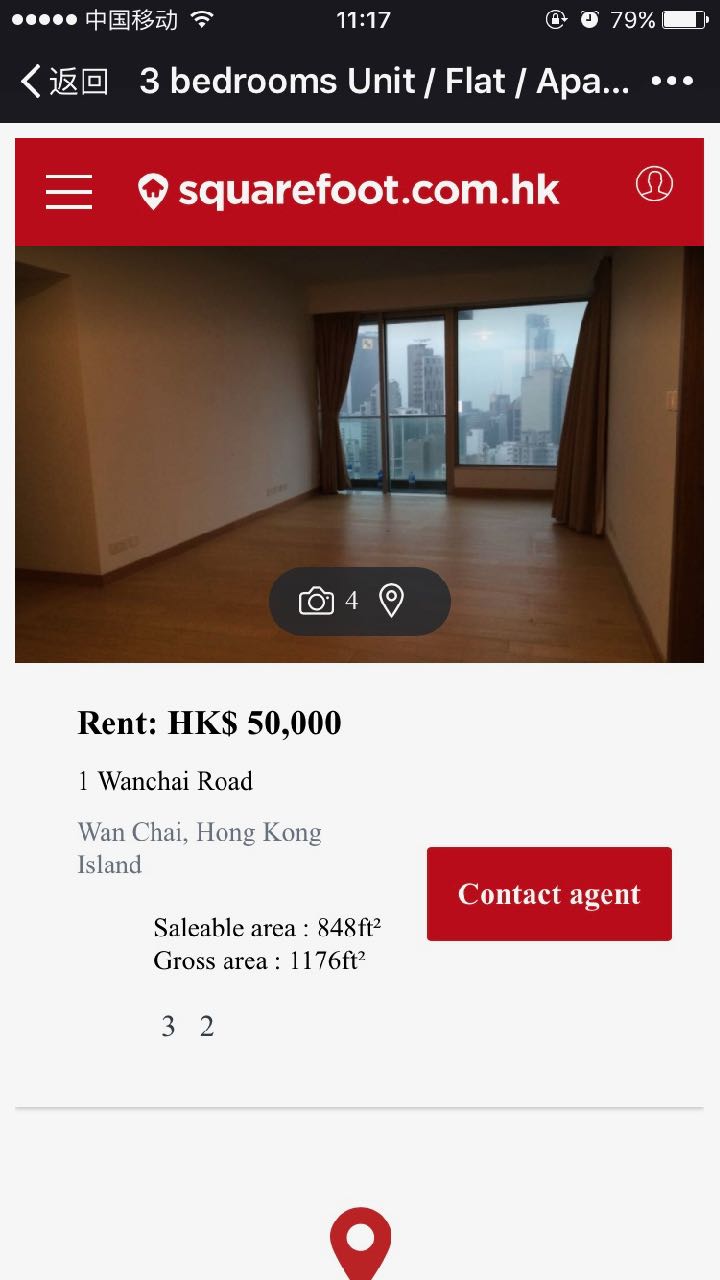 中国移动 11:17 79%
返回 3 bedrooms Unit / Flat / Apa...
squarefoot.com.hk
4
Rent: HK$ 50,000
1 Wanchai Road
Wan Chai, Hong Kong
Island
Contact agent
Saleable area : 848ft²
Gross area : 1176ft²
3 2